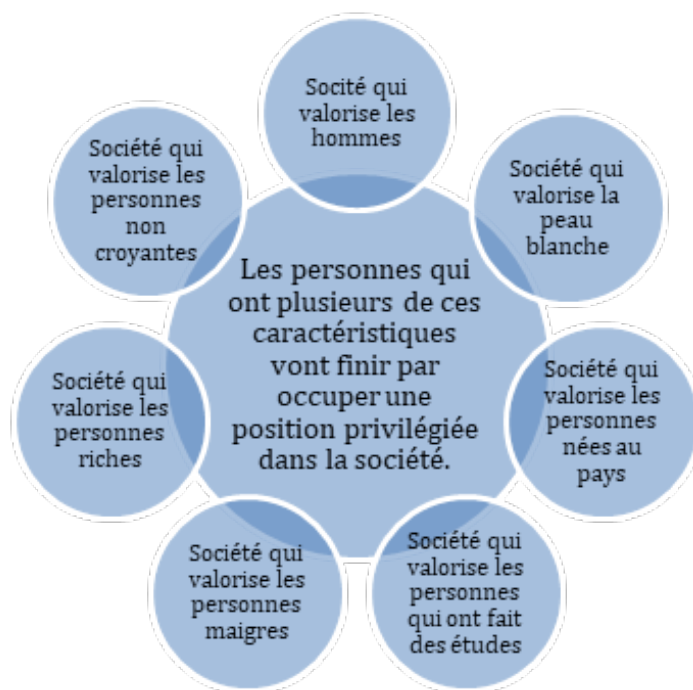 Socité qui
valorise les
hommes
Société qui
valorise la
peau
blanche
Société qui
valorise les
personnes
nées au
pays
Société qui
valorise les
personnes
qui ont fait
des études
Société qui
valorise les
personnes
maigres
Société qui
valorise les
personnes
riches
Société qui
valorise les
personnes
non
croyantes
Les personnes qui
ont plusieurs de ces
caractéristiques
vont finir par
occuper une
position privilégiée
dans la société.